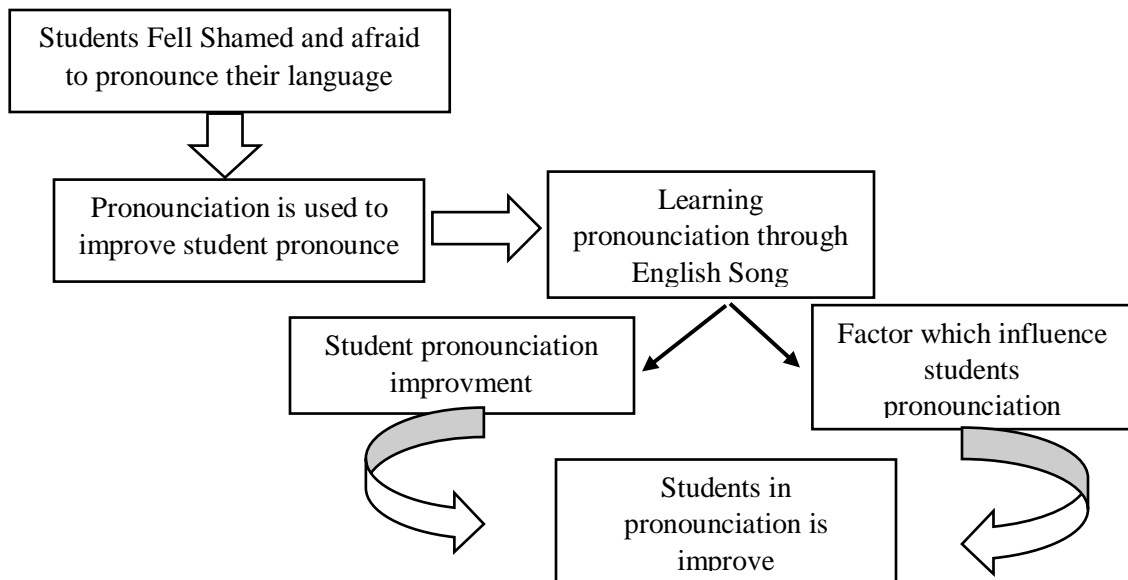 Students Fell Shamed and afraid
to pronounce their language
Pronounciation is used to
improve student pronounce
Learning
pronounciation through
English Song
Student pronounciation
improvment
Factor which influence
students
pronounciation
Students in
pronounciation is
improve